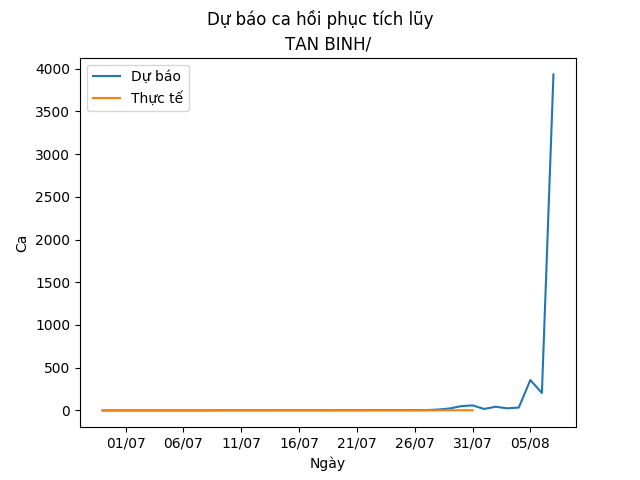 Dự báo ca hồi phục tích lũy
TAN BINH/
Dự báo
Thực tế
4000
3500
3000
2500
2000
1500
1000
500
0
Ca
01/07 06/07 11/07 16/07 21/07 26/07 31/07 05/08
Ngày